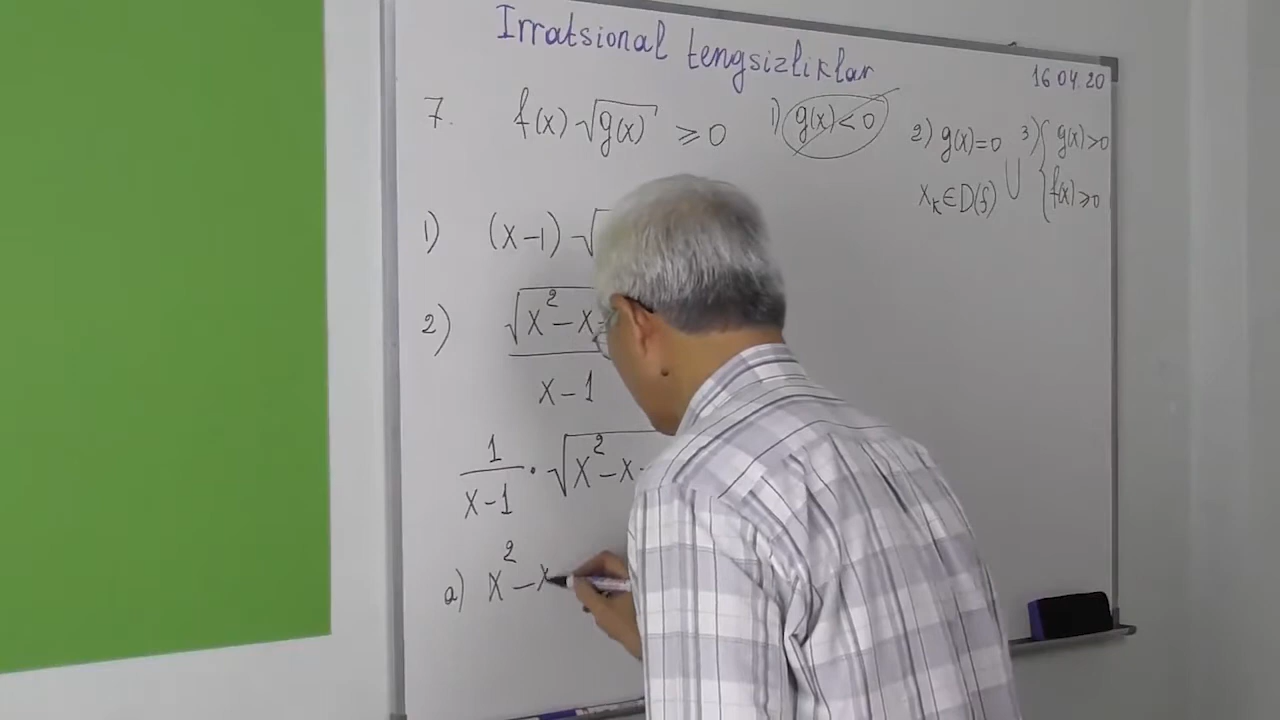 Irratsional tengsizliklar
16 04.20
7. f(x)·√g(x) ≥ 0 1) g(x) < 0 2) g(x)=0 3) { g(x)>0
xₖ∈D(f) ∪ f(x)≥0
1) (x-1)·√
2) √x²-x
x-1
1/(x-1) · √x²-x
a) x²-x